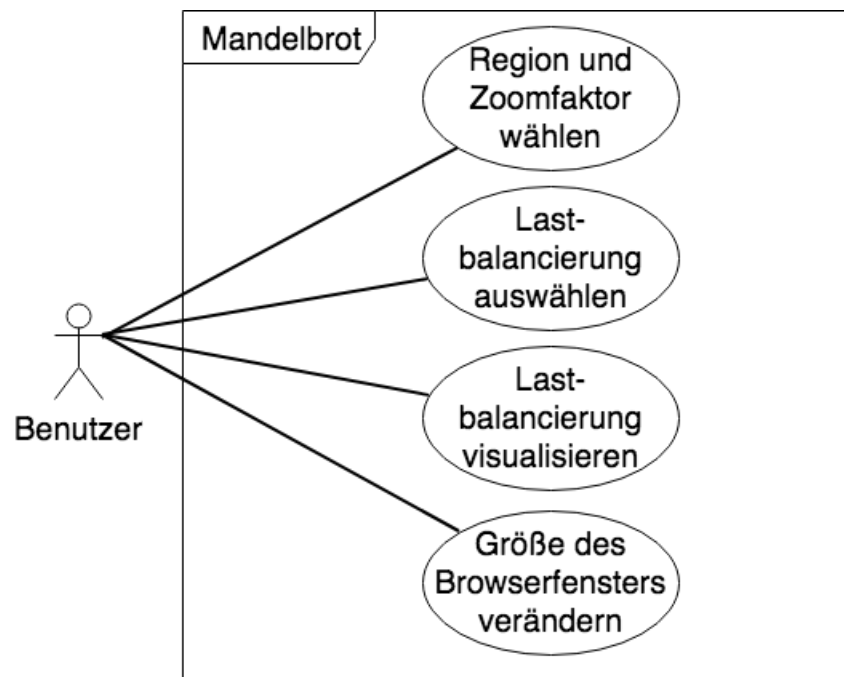 Mandelbrot
Region und
Zoomfaktor
wählen
Last-
balancierung
auswählen
Benutzer
Last-
balancierung
visualisieren
Größe des
Browserfensters
verändern